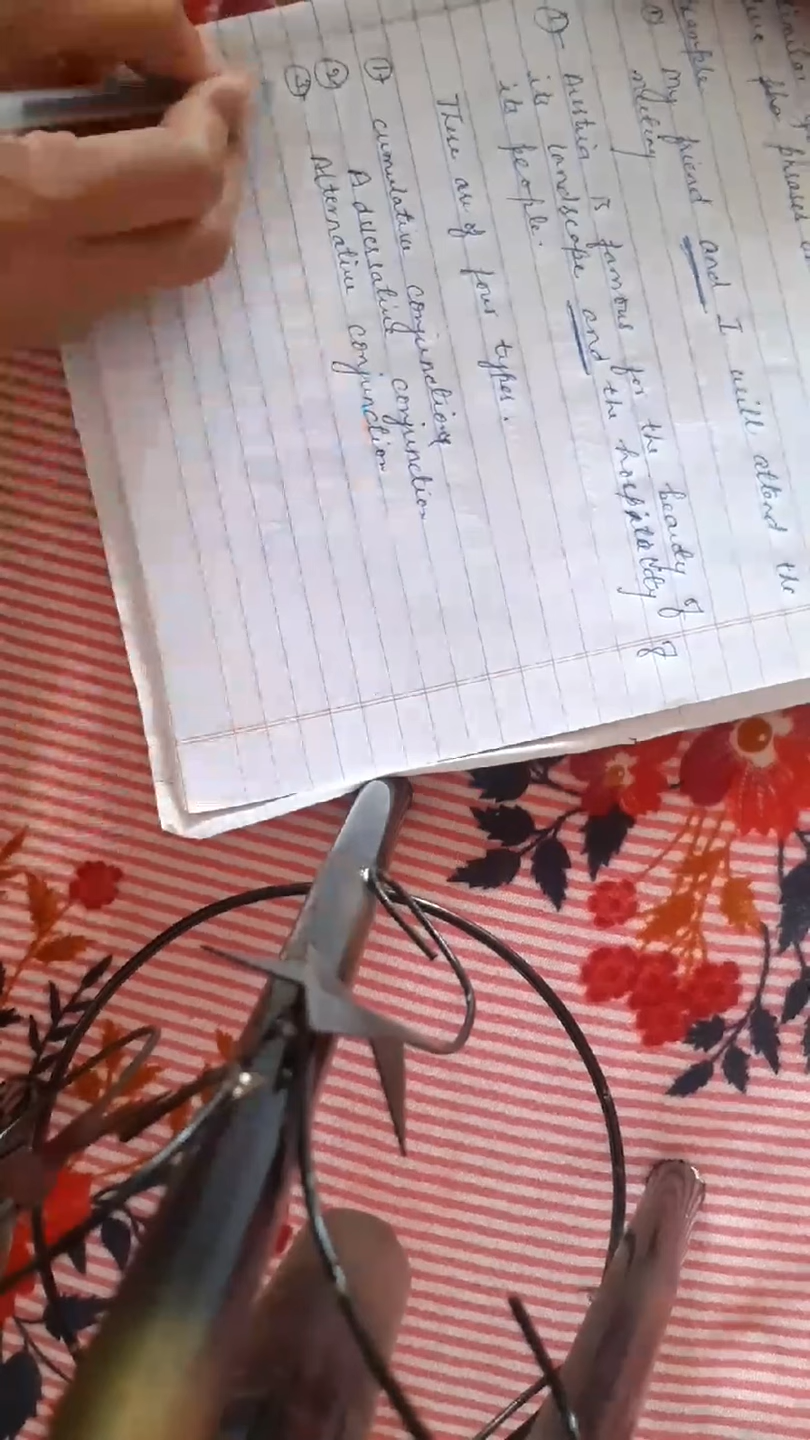 the phrases
example
① My friend and I will attend the
meeting
② Austria is famous for the beauty of
its landscape and the hospitality of
its people.
There are of four types.
① cumulative conjunction
② Adversative conjunction
③ Alternative conjunction